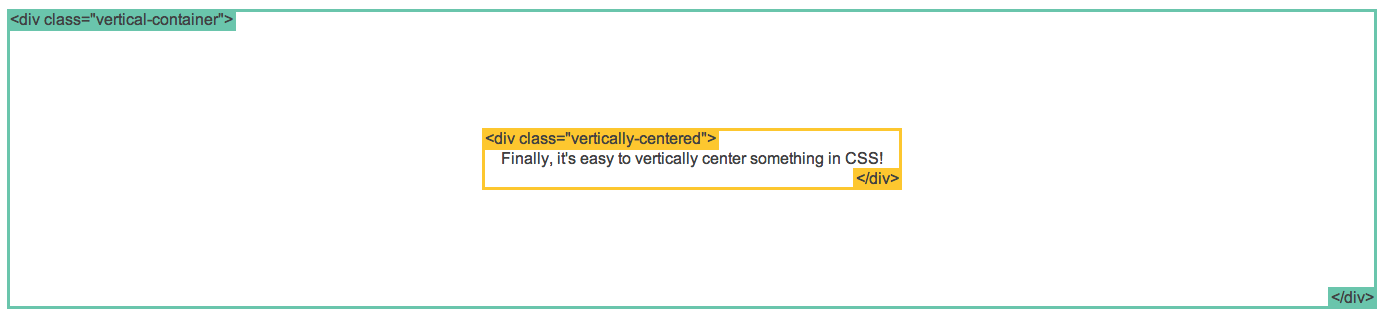 <div class="vertical-container">
<div class="vertically-centered">
Finally, it's easy to vertically center something in CSS!
</div>
</div>